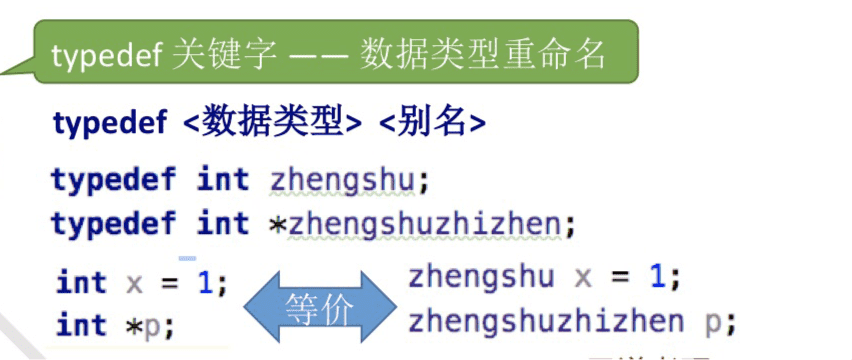 typedef 关键字 —— 数据类型重命名
typedef <数据类型> <别名>
typedef int zhengshu;
typedef int *zhengshuzhizhen;
int x = 1;
int *p;
等价
zhengshu x = 1;
zhengshuzhizhen p;